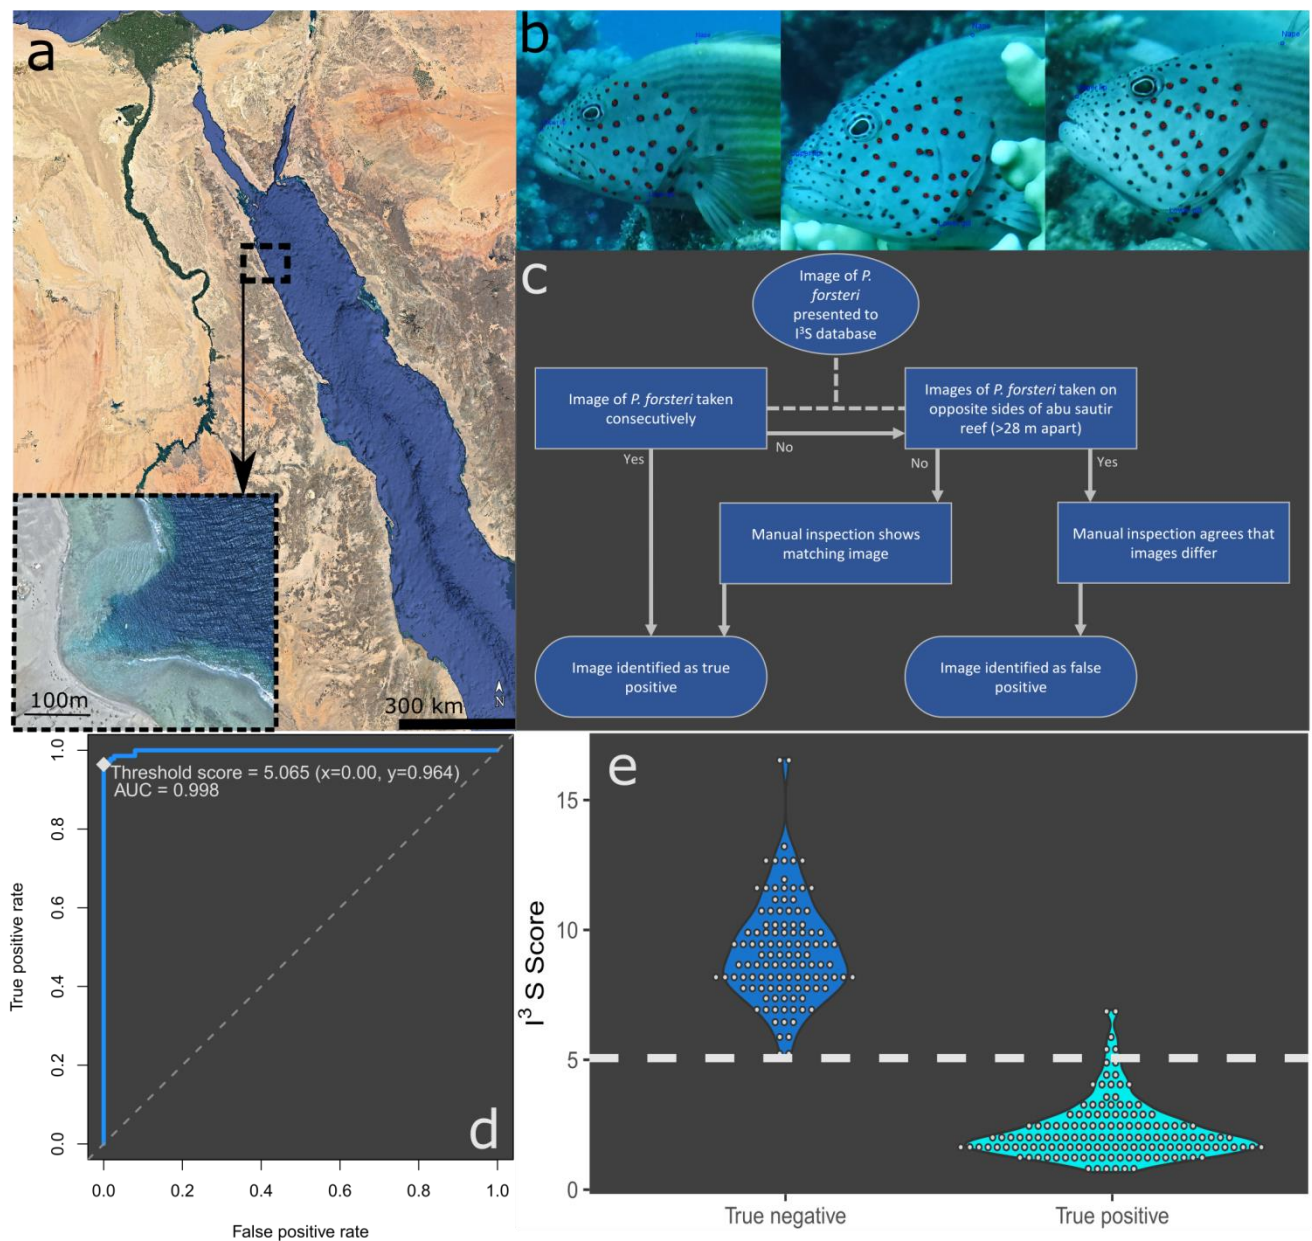 a
100m
300 km
N
b
Nape
Nape
Nape
c
Image of P.
forsteri
presented to
I³S database
Image of P. forsteri taken
consecutively
Images of P. forsteri taken on
opposite sides of abu sautir
reef (>28 m apart)
No
Yes
No
Yes
Manual inspection shows
matching image
Manual inspection agrees that
images differ
Image identified as true
positive
Image identified as false
positive
Threshold score = 5.065 (x=0.00, y=0.964)
AUC = 0.998
True positive rate
0.0
0.2
0.4
0.6
0.8
1.0
0.0
0.2
0.4
0.6
0.8
1.0
False positive rate
d
e
I³ S Score
15
10
5
0
True negative
True positive